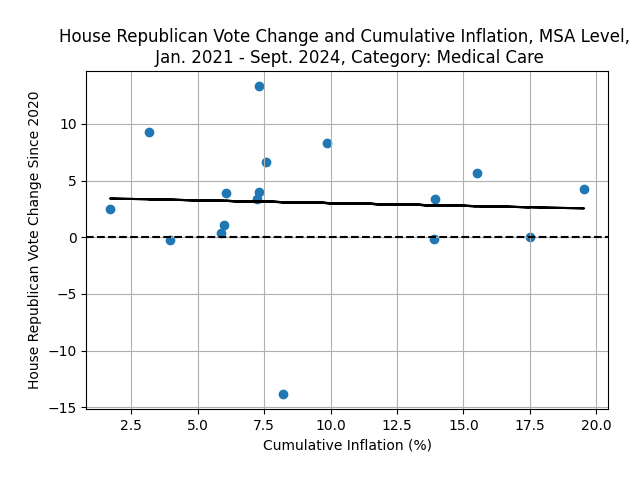 House Republican Vote Change and Cumulative Inflation, MSA Level,
Jan. 2021 - Sept. 2024, Category: Medical Care
House Republican Vote Change Since 2020
10
5
0
−5
−10
−15
2.5 5.0 7.5 10.0 12.5 15.0 17.5 20.0
Cumulative Inflation (%)